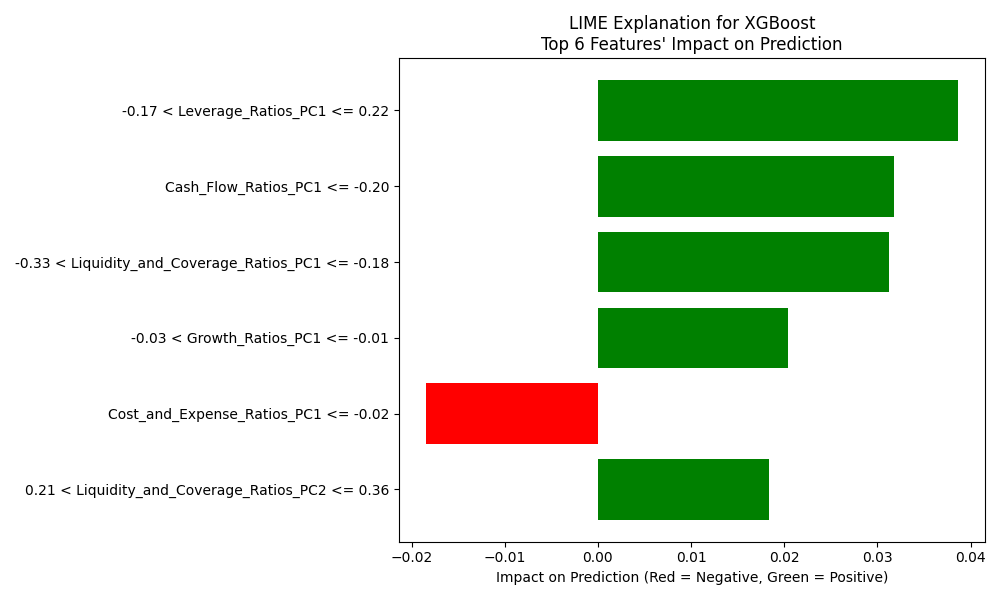 LIME Explanation for XGBoost
Top 6 Features' Impact on Prediction
-0.17 < Leverage_Ratios_PC1 <= 0.22
Cash_Flow_Ratios_PC1 <= -0.20
-0.33 < Liquidity_and_Coverage_Ratios_PC1 <= -0.18
-0.03 < Growth_Ratios_PC1 <= -0.01
Cost_and_Expense_Ratios_PC1 <= -0.02
0.21 < Liquidity_and_Coverage_Ratios_PC2 <= 0.36
−0.02 −0.01 0.00 0.01 0.02 0.03 0.04
Impact on Prediction (Red = Negative, Green = Positive)